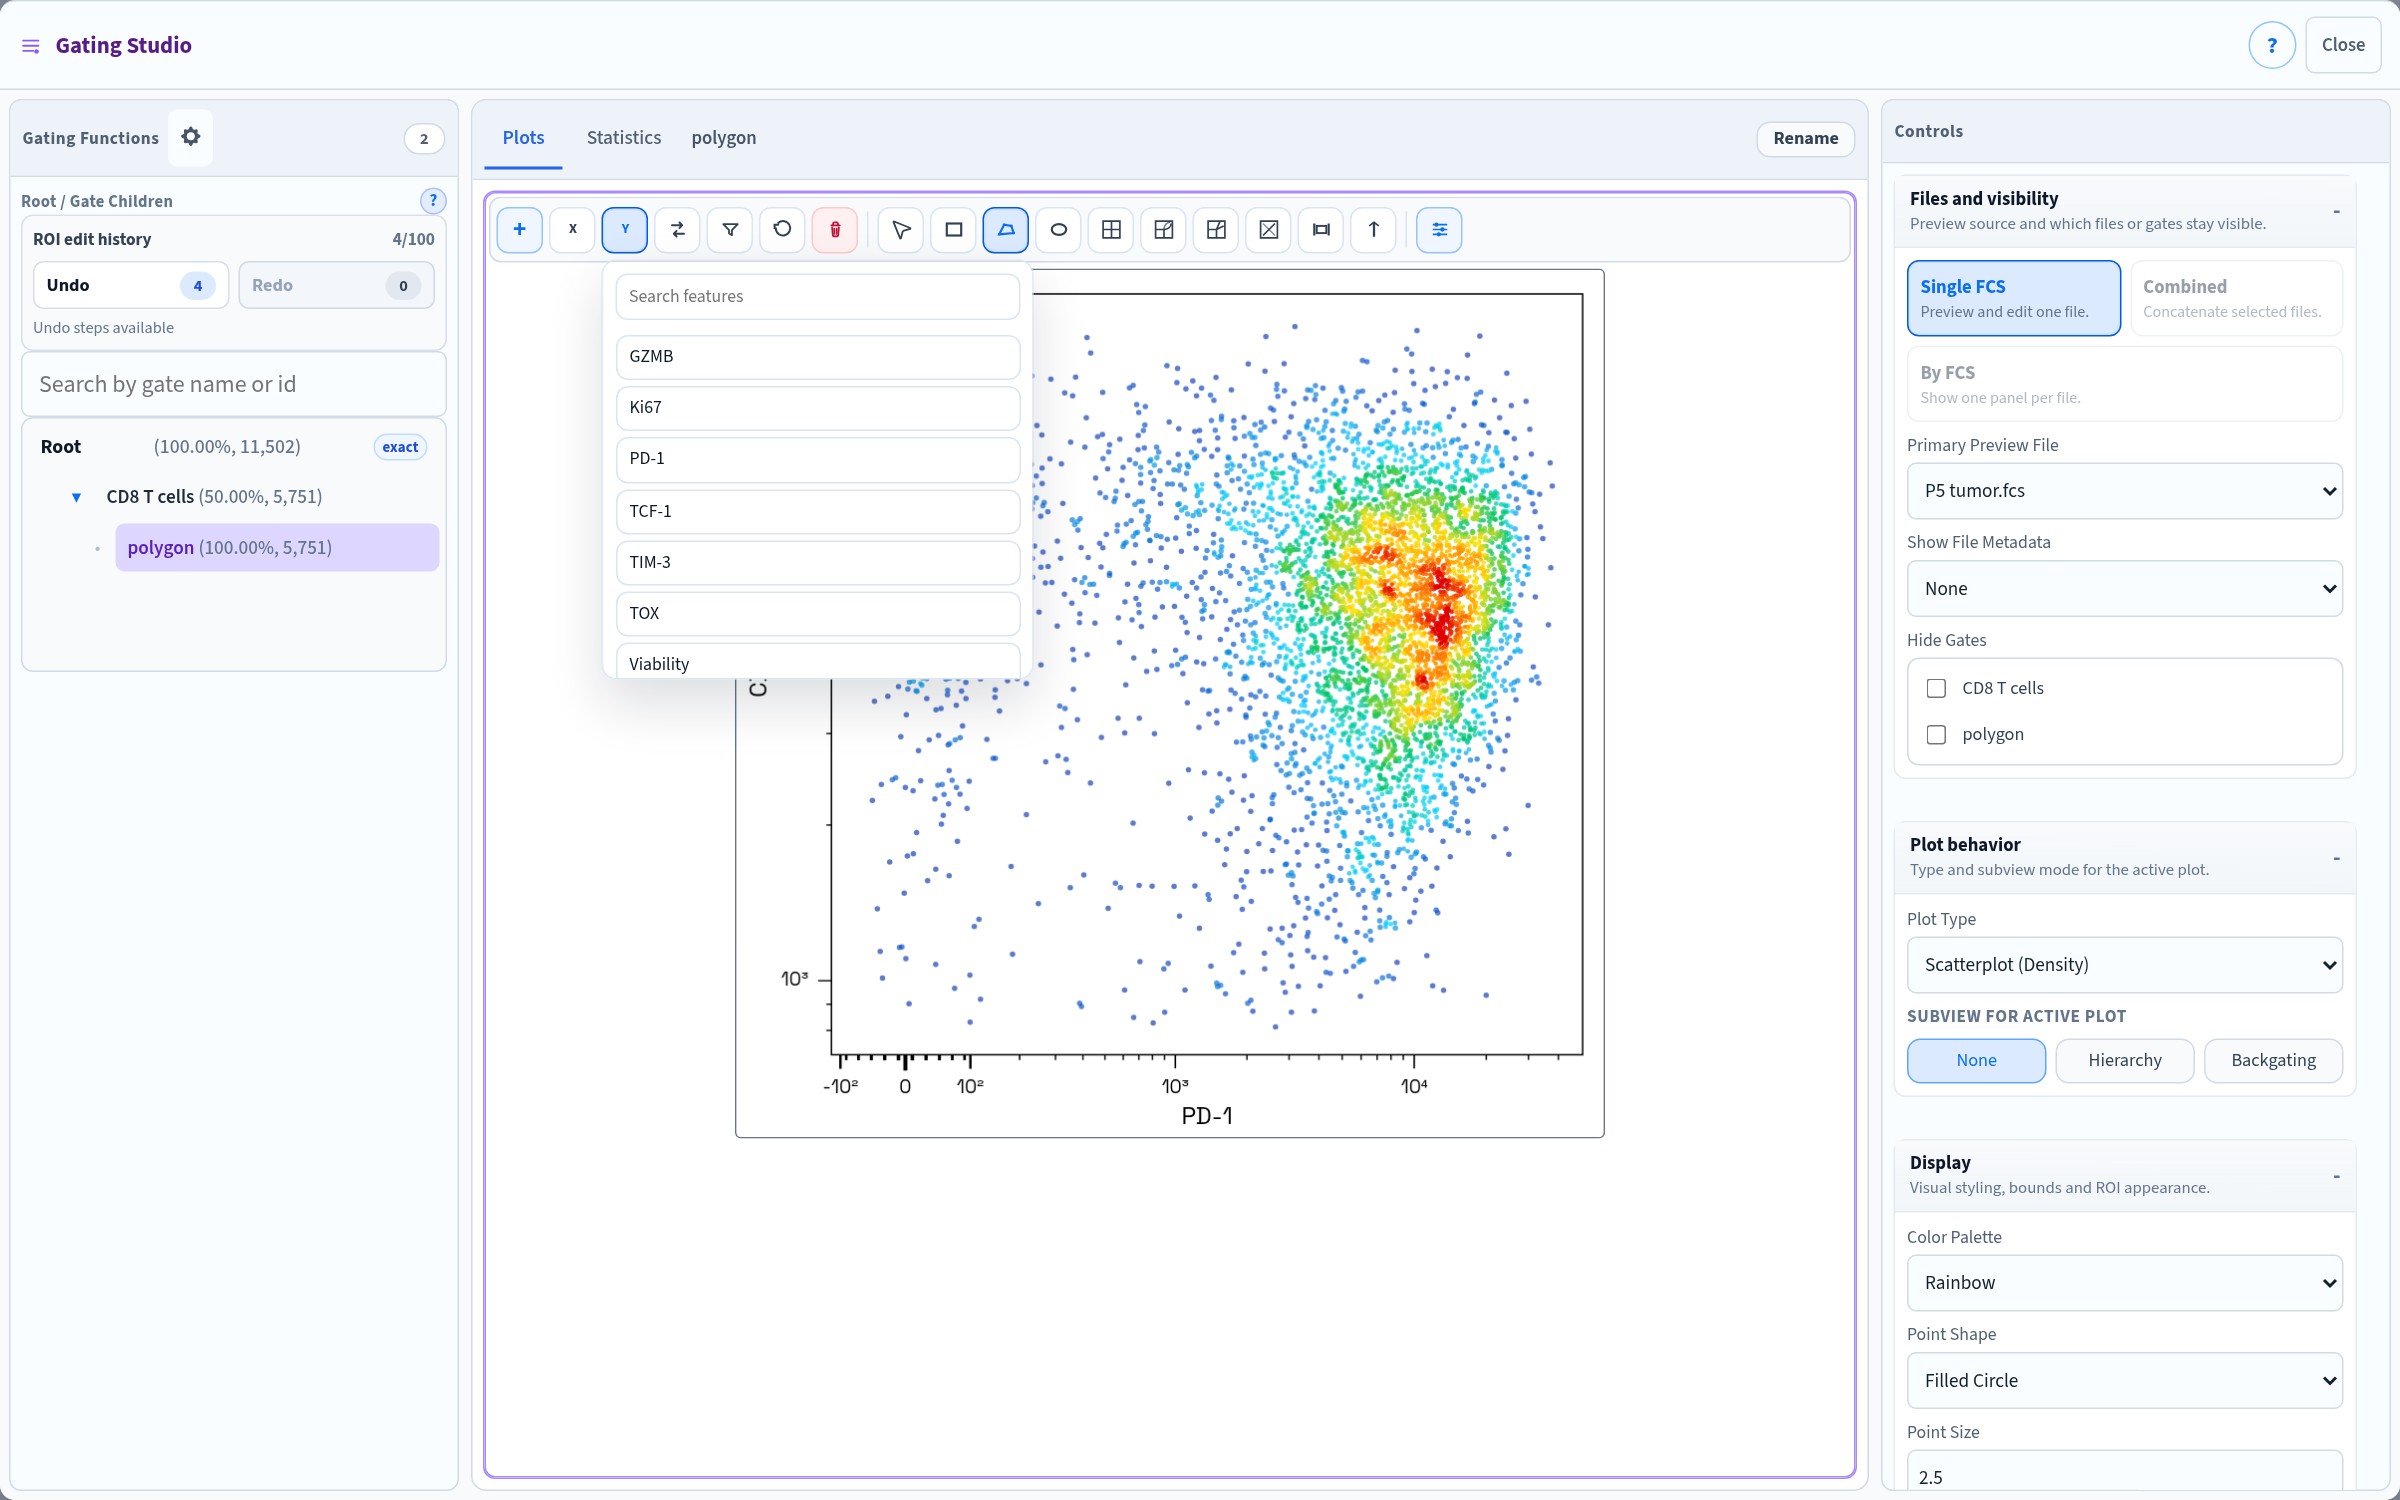 Gating Studio
?
Close
Gating Functions
2
Root / Gate Children
?
ROI edit history
4/100
Undo 4
Redo 0
Undo steps available
Search by gate name or id
Root (100.00%, 11,502) exact
CD8 T cells (50.00%, 5,751)
polygon (100.00%, 5,751)
Plots
Statistics
polygon
Rename
X
Y
Search features
GZMB
Ki67
PD-1
TCF-1
TIM-3
TOX
Viability
10³
-10²
0
10²
10³
10⁴
PD-1
Controls
Files and visibility
Preview source and which files or gates stay visible.
Single FCS
Preview and edit one file.
Combined
Concatenate selected files.
By FCS
Show one panel per file.
Primary Preview File
P5 tumor.fcs
Show File Metadata
None
Hide Gates
CD8 T cells
polygon
Plot behavior
Type and subview mode for the active plot.
Plot Type
Scatterplot (Density)
SUBVIEW FOR ACTIVE PLOT
None
Hierarchy
Backgating
Display
Visual styling, bounds and ROI appearance.
Color Palette
Rainbow
Point Shape
Filled Circle
Point Size
2.5